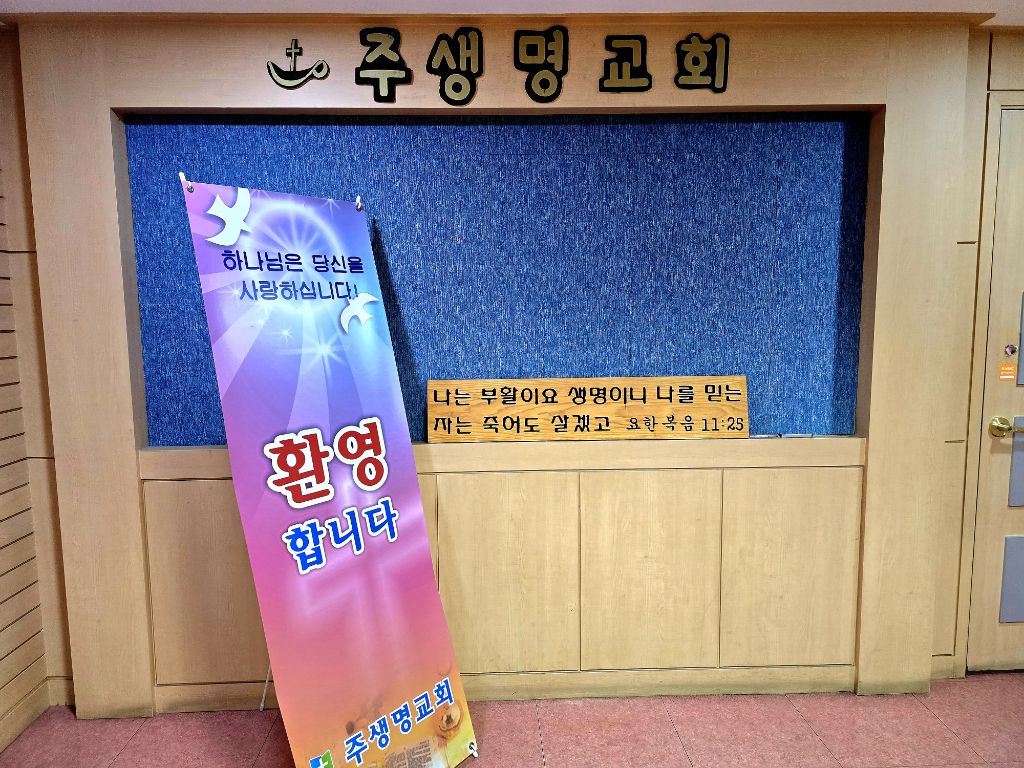 주생명교회
하나님은 당신을
사랑하십니다!
환영
합니다
주생명교회
나는 부활이요 생명이니 나를 믿는
자는 죽어도 살겠고 요한복음 11:25